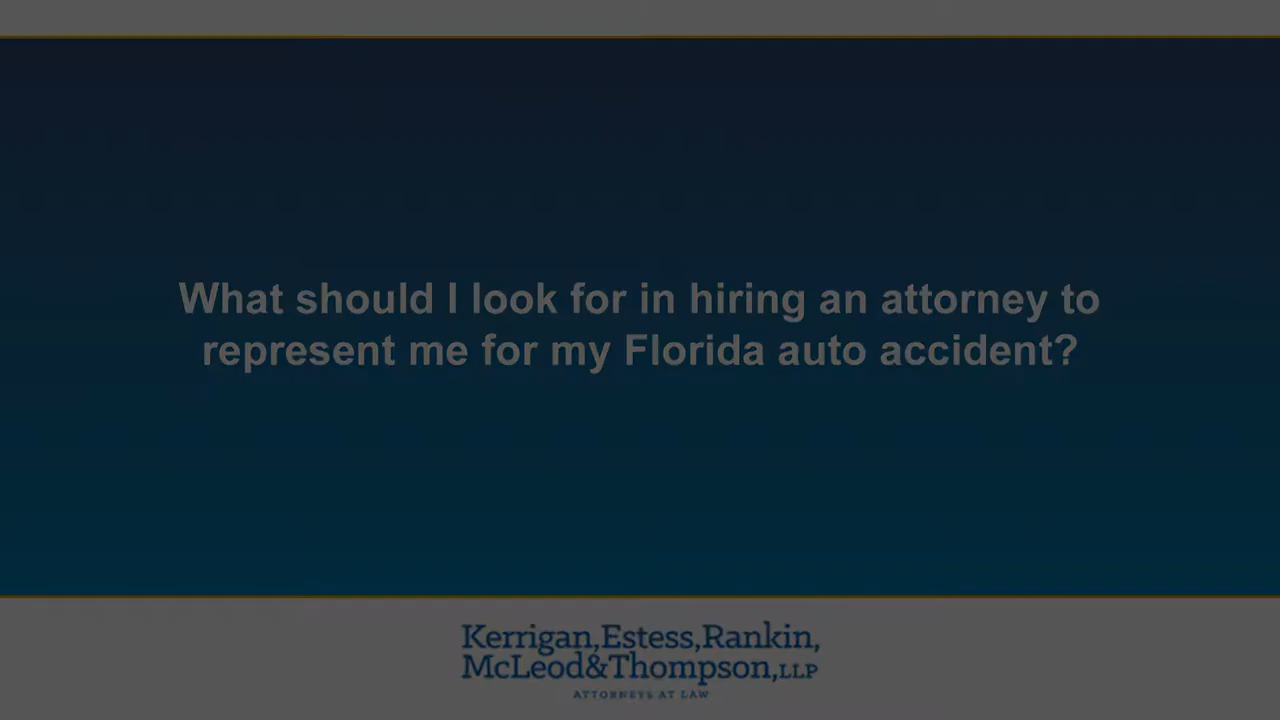 What should I look for in hiring an attorney to
represent me for my Florida auto accident?
Kerrigan,Estess,Rankin,
McLeod&Thompson,LLP
ATTORNEYS AT LAW